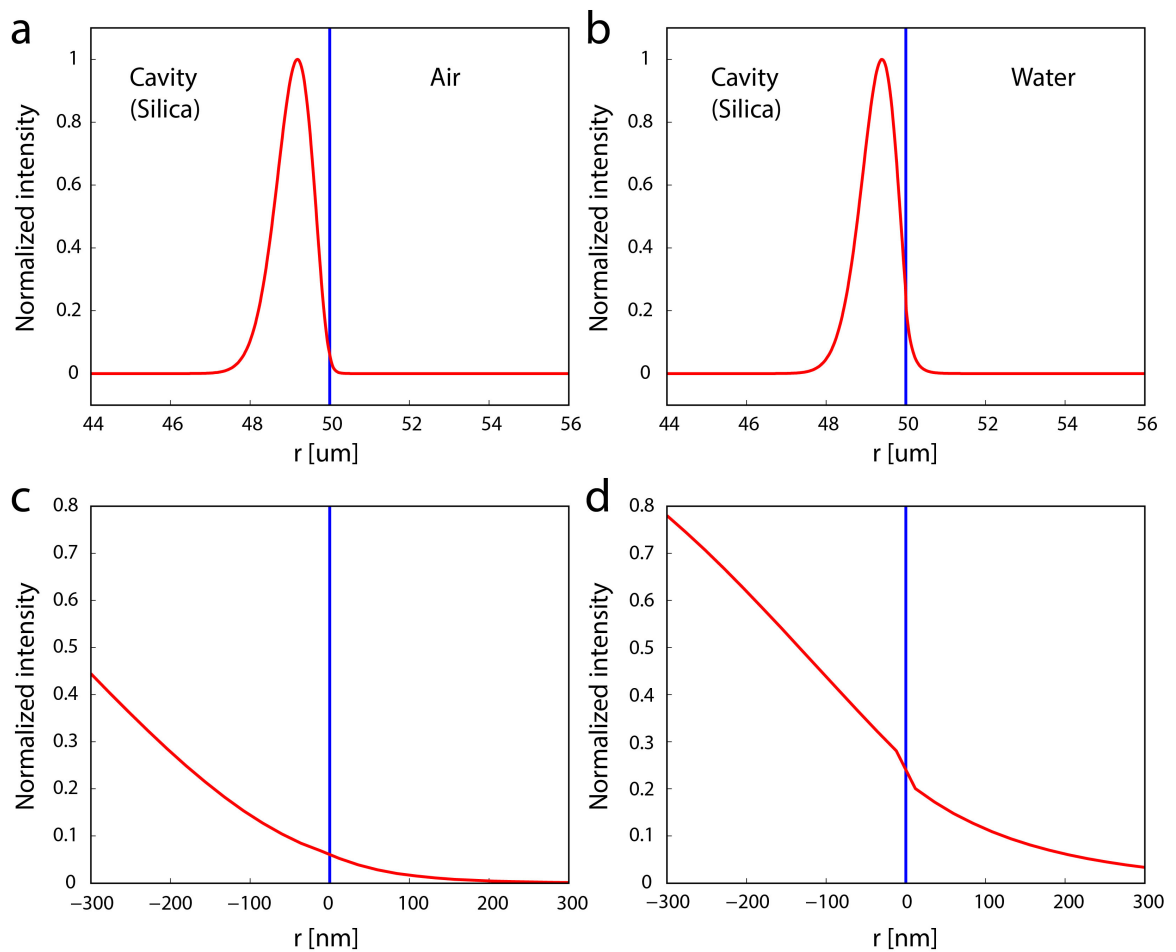 a
Normalized intensity
1
0.8
0.6
0.4
0.2
0
Cavity
(Silica)
Air
44 46 48 50 52 54 56
r [um]
b
Normalized intensity
1
0.8
0.6
0.4
0.2
0
Cavity
(Silica)
Water
44 46 48 50 52 54 56
r [um]
c
Normalized intensity
0.8
0.7
0.6
0.5
0.4
0.3
0.2
0.1
0
−300 −200 −100 0 100 200 300
r [nm]
d
Normalized intensity
0.8
0.7
0.6
0.5
0.4
0.3
0.2
0.1
0
−300 −200 −100 0 100 200 300
r [nm]